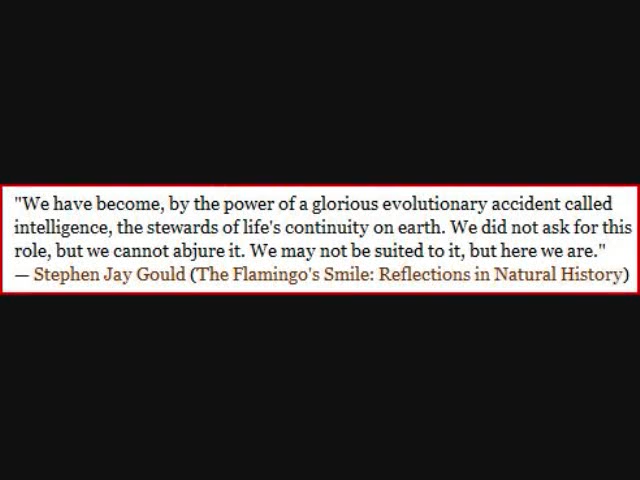 "We have become, by the power of a glorious evolutionary accident called
intelligence, the stewards of life's continuity on earth. We did not ask for this
role, but we cannot abjure it. We may not be suited to it, but here we are."
— Stephen Jay Gould (The Flamingo's Smile: Reflections in Natural History)